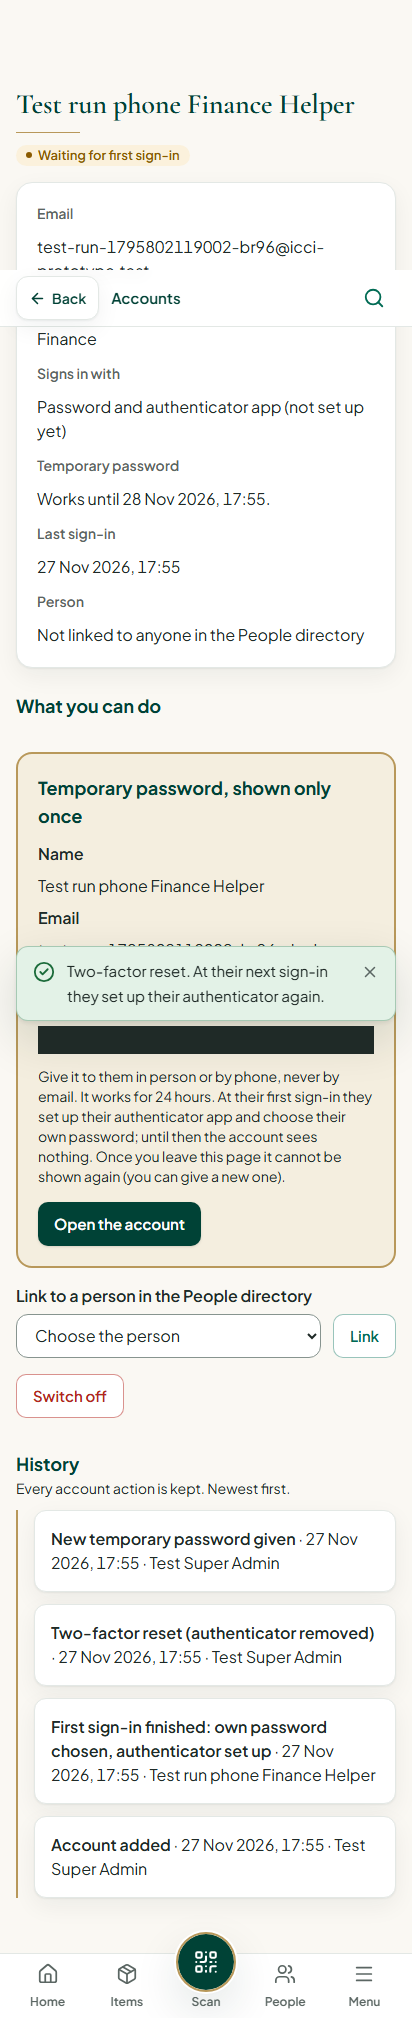 Test run phone Finance Helper
Waiting for first sign-in
Email
test-run-1795802119002-br96@icci-
Back
Accounts
Finance
Signs in with
Password and authenticator app (not set up
yet)
Temporary password
Works until 28 Nov 2026, 17:55.
Last sign-in
27 Nov 2026, 17:55
Person
Not linked to anyone in the People directory
What you can do
Temporary password, shown only
once
Name
Test run phone Finance Helper
Email
Two-factor reset. At their next sign-in
they set up their authenticator again.
Give it to them in person or by phone, never by
email. It works for 24 hours. At their first sign-in they
set up their authenticator app and choose their
own password; until then the account sees
nothing. Once you leave this page it cannot be
shown again (you can give a new one).
Open the account
Link to a person in the People directory
Choose the person
Link
Switch off
History
Every account action is kept. Newest first.
New temporary password given · 27 Nov
2026, 17:55 · Test Super Admin
Two-factor reset (authenticator removed)
· 27 Nov 2026, 17:55 · Test Super Admin
First sign-in finished: own password
chosen, authenticator set up · 27 Nov
2026, 17:55 · Test run phone Finance Helper
Account added · 27 Nov 2026, 17:55 · Test
Super Admin
Home
Items
Scan
People
Menu